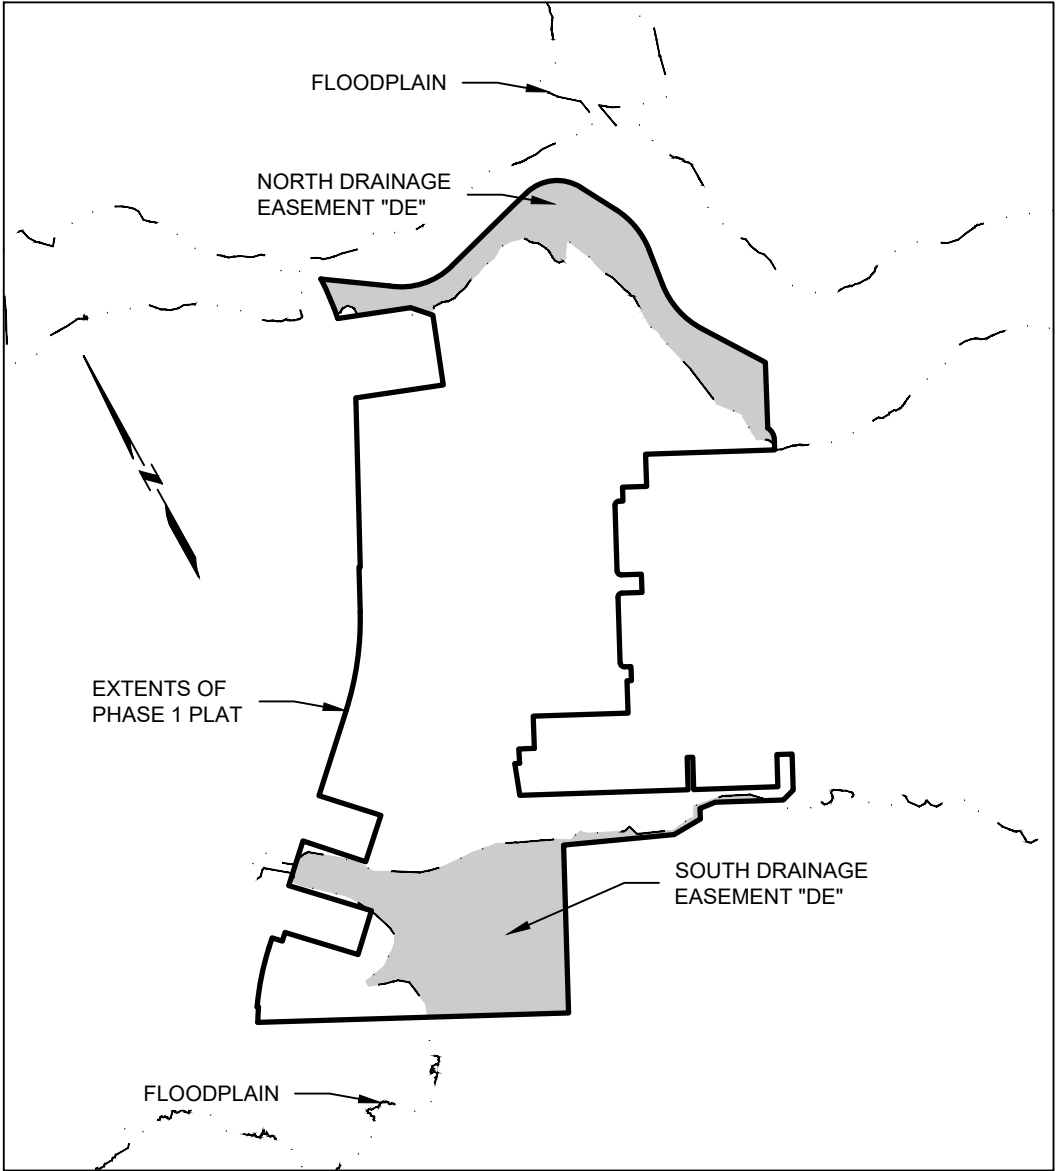 FLOODPLAIN
NORTH DRAINAGE
EASEMENT "DE"
N
EXTENTS OF
PHASE 1 PLAT
SOUTH DRAINAGE
EASEMENT "DE"
FLOODPLAIN